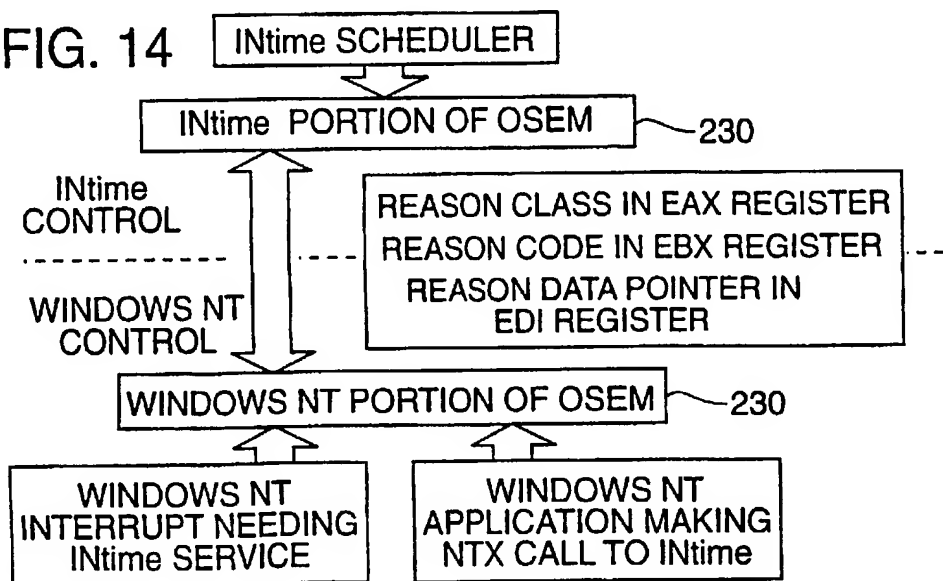 FIG. 14
INtime SCHEDULER
INtime PORTION OF OSEM
230
INtime
CONTROL
REASON CLASS IN EAX REGISTER
REASON CODE IN EBX REGISTER
REASON DATA POINTER IN
EDI REGISTER
WINDOWS NT
CONTROL
WINDOWS NT PORTION OF OSEM
230
WINDOWS NT
INTERRUPT NEEDING
INtime SERVICE
WINDOWS NT
APPLICATION MAKING
NTX CALL TO INtime